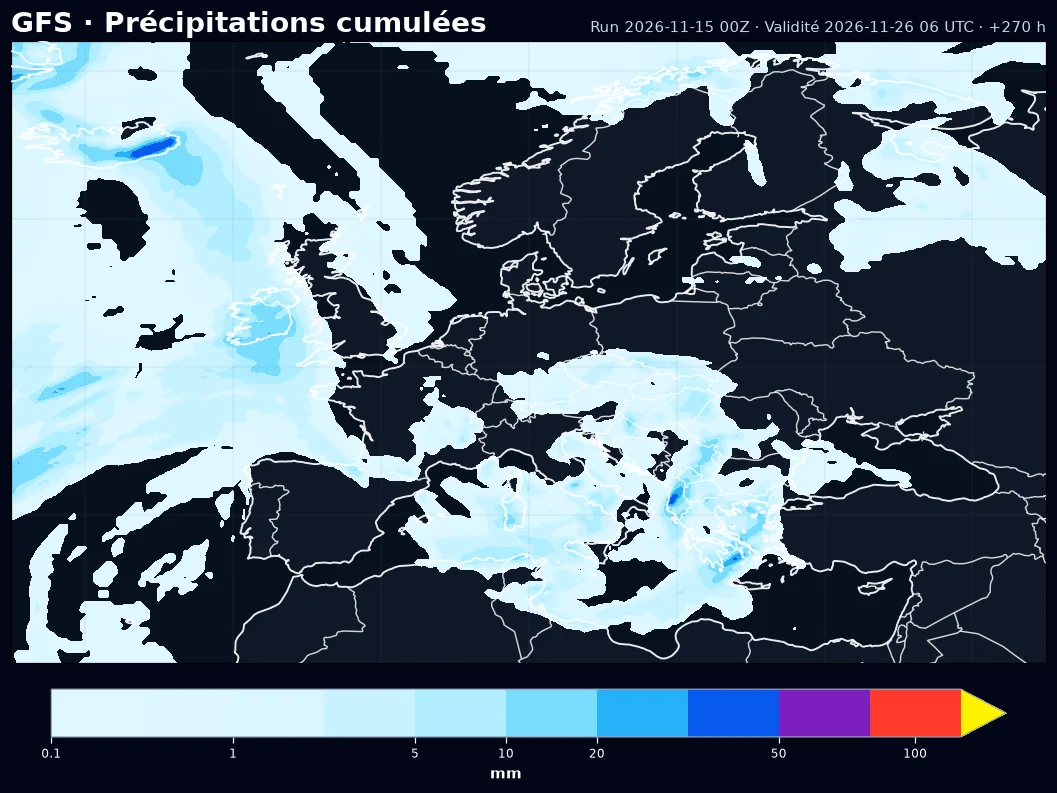 GFS · Précipitations cumulées
Run 2026-11-15 00Z · Validité 2026-11-26 06 UTC · +270 h
0.1 1 5 10 20 50 100
mm